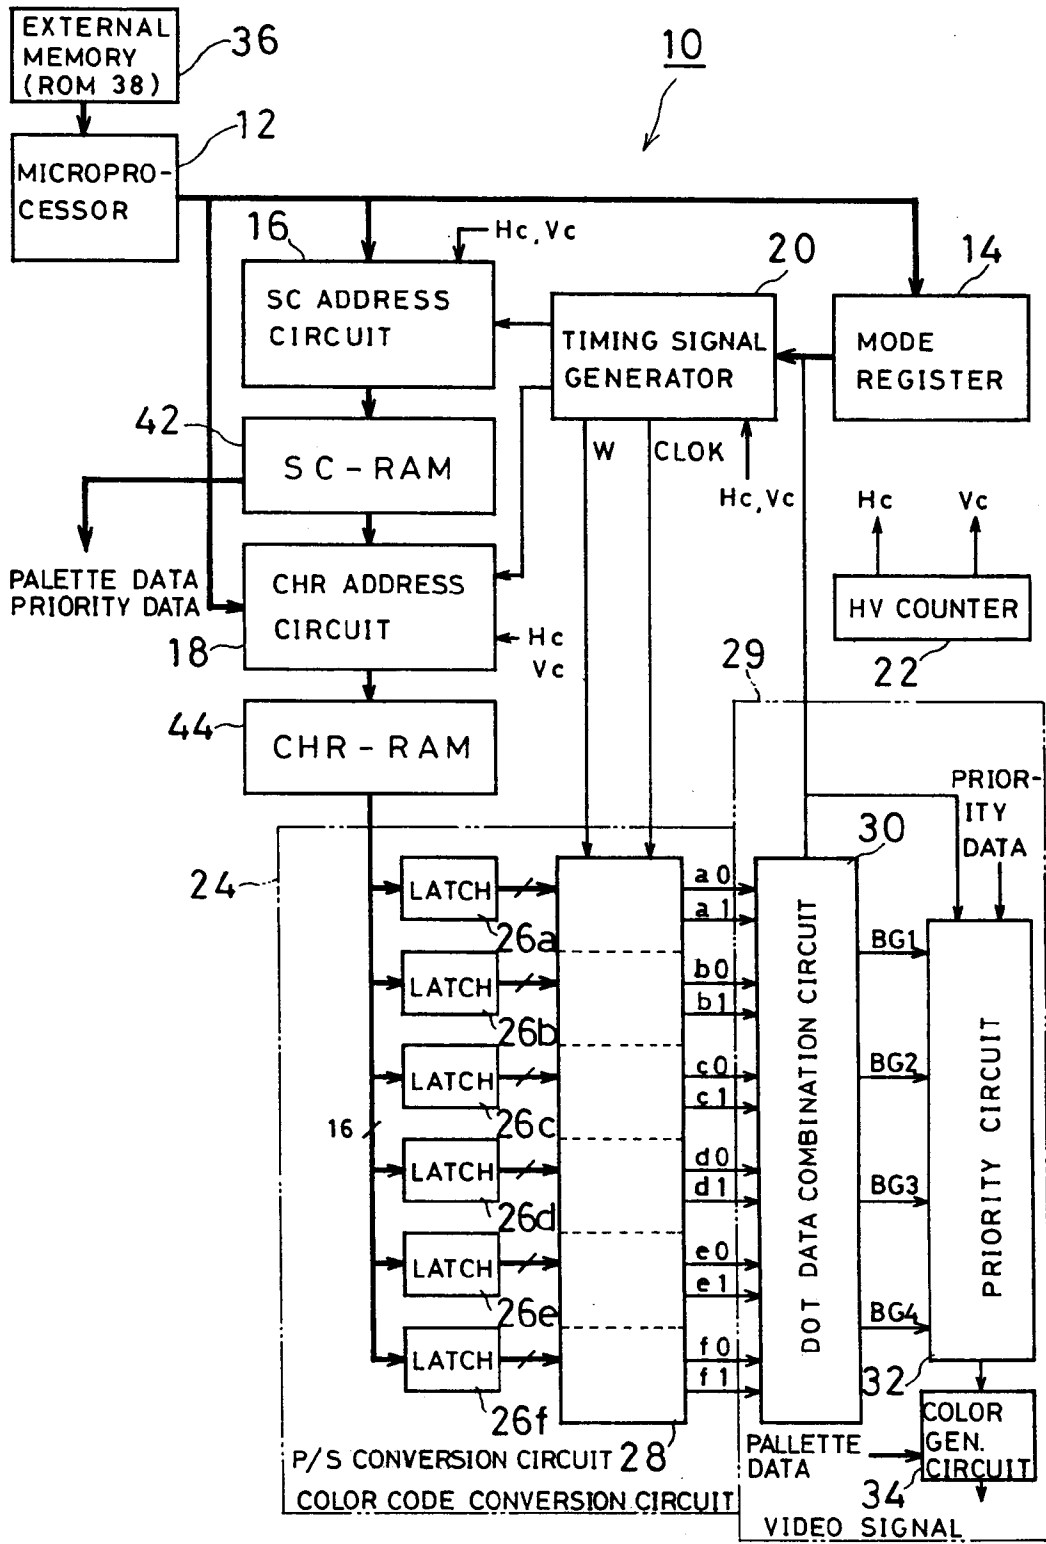 EXTERNAL
MEMORY
(ROM 38)
36
10
12
MICROPRO-
CESSOR
16
Hc, Vc
20
14
SC ADDRESS
CIRCUIT
TIMING SIGNAL
GENERATOR
MODE
REGISTER
42
SC-RAM
W
CLOK
Hc, Vc
Hc
Vc
PALETTE DATA
PRIORITY DATA
CHR ADDRESS
CIRCUIT
18
Hc
Vc
HV COUNTER
22
29
44
CHR-RAM
PRIOR-
ITY
DATA
24
30
LATCH
26a
LATCH
26b
LATCH
26c
16
LATCH
26d
LATCH
26e
LATCH
26f
a0
a1
b0
b1
c0
c1
d0
d1
e0
e1
f0
f1
DOT DATA COMBINATION CIRCUIT
BG1
BG2
BG3
BG4
PRIORITY CIRCUIT
32
P/S CONVERSION CIRCUIT 28
COLOR CODE CONVERSION CIRCUIT
PALLETTE
DATA
COLOR
GEN.
CIRCUIT
34
VIDEO SIGNAL